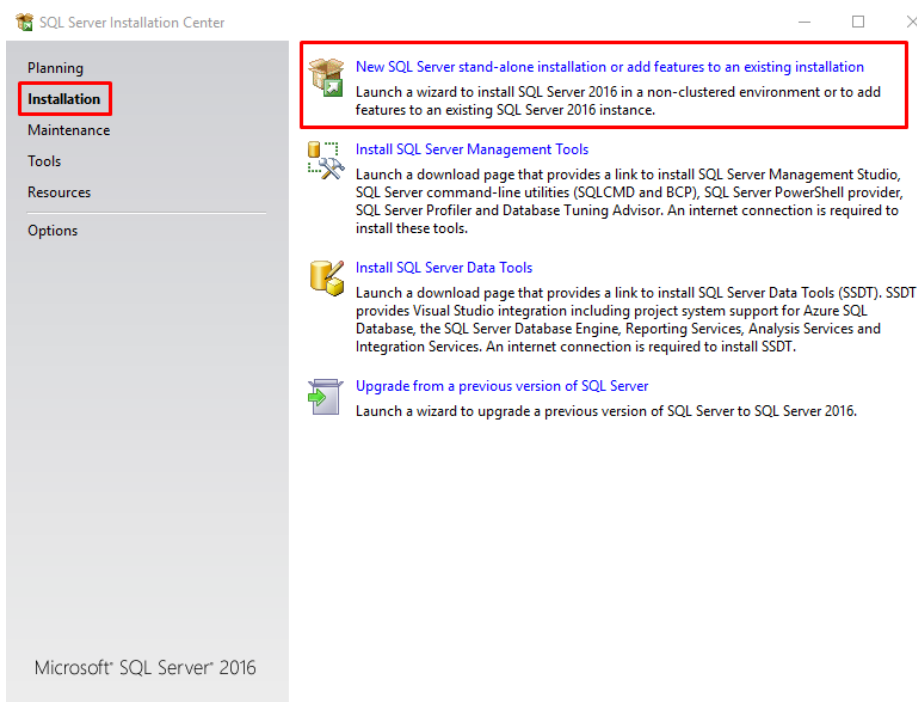 SQL Server Installation Center
Planning
Installation
Maintenance
Tools
Resources
Options
New SQL Server stand-alone installation or add features to an existing installation
Launch a wizard to install SQL Server 2016 in a non-clustered environment or to add
features to an existing SQL Server 2016 instance.
Install SQL Server Management Tools
Launch a download page that provides a link to install SQL Server Management Studio,
SQL Server command-line utilities (SQLCMD and BCP), SQL Server PowerShell provider,
SQL Server Profiler and Database Tuning Advisor. An internet connection is required to
install these tools.
Install SQL Server Data Tools
Launch a download page that provides a link to install SQL Server Data Tools (SSDT). SSDT
provides Visual Studio integration including project system support for Azure SQL
Database, the SQL Server Database Engine, Reporting Services, Analysis Services and
Integration Services. An internet connection is required to install SSDT.
Upgrade from a previous version of SQL Server
Launch a wizard to upgrade a previous version of SQL Server to SQL Server 2016.
Microsoft® SQL Server® 2016